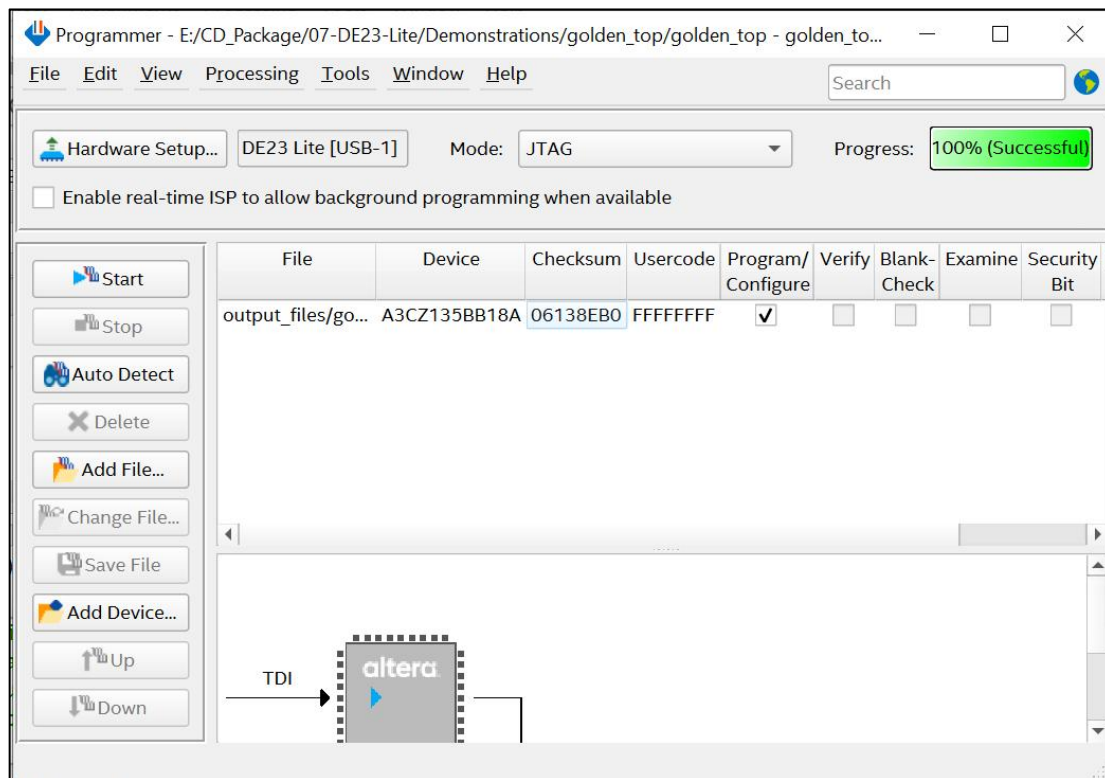 Programmer - E:/CD_Package/07-DE23-Lite/Demonstrations/golden_top/golden_top - golden_to...
File Edit View Processing Tools Window Help
Search
Hardware Setup... DE23 Lite [USB-1] Mode: JTAG Progress: 100% (Successful)
Enable real-time ISP to allow background programming when available
File Device Checksum Usercode Program/ Verify Blank- Examine Security
Configure Check Bit
output_files/go... A3CZ135BB18A 06138EB0 FFFFFFFF
Start
Stop
Auto Detect
Delete
Add File...
Change File...
Save File
Add Device...
Up
Down
TDI
altera